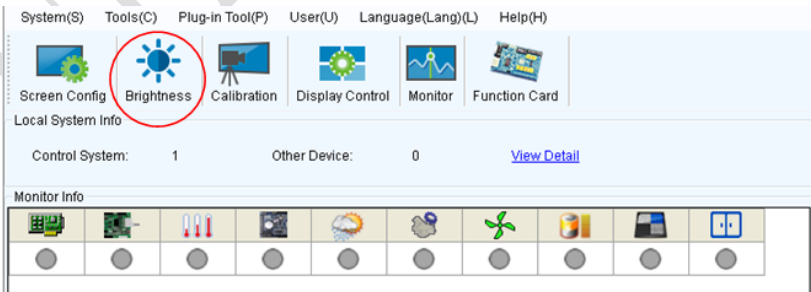 System(S) Tools(C) Plug-in Tool(P) User(U) Language(Lang)(L) Help(H)
Screen Config Brightness Calibration Display Control Monitor Function Card
Local System Info
Control System: 1 Other Device: 0 View Detail
Monitor Info